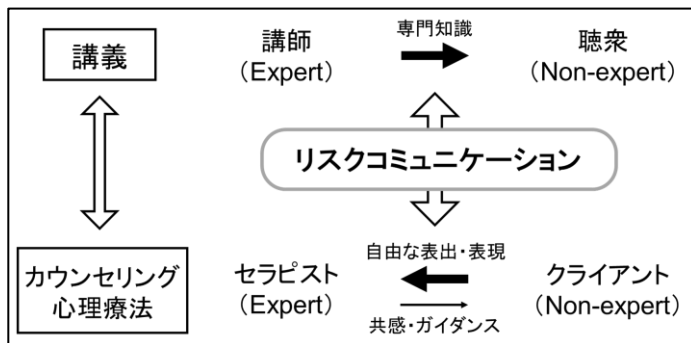 講義
講師
（Expert）
専門知識
聴衆
（Non-expert）
リスクコミュニケーション
カウンセリング
心理療法
セラピスト
（Expert）
自由な表出・表現
共感・ガイダンス
クライアント
（Non-expert）